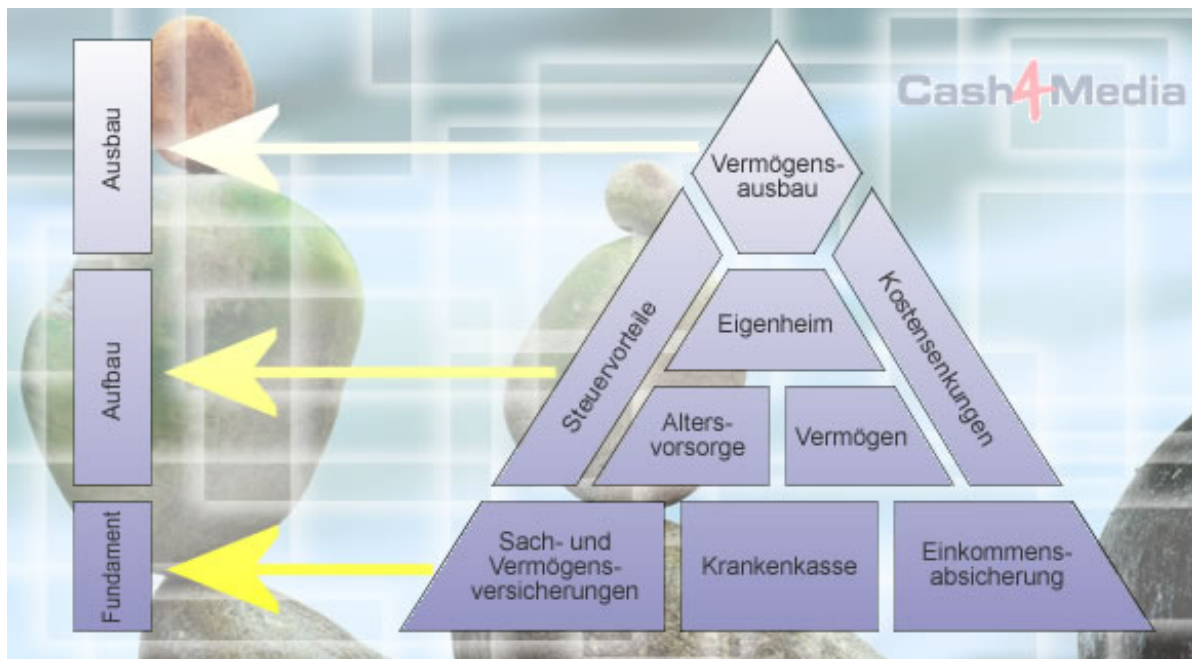 Cash4Media
Ausbau
Vermögens-
ausbau
Aufbau
Steuervorteile
Eigenheim
Kostensenkungen
Alters-
vorsorge
Vermögen
Fundament
Sach- und
Vermögens-
versicherungen
Krankenkasse
Einkommens-
absicherung